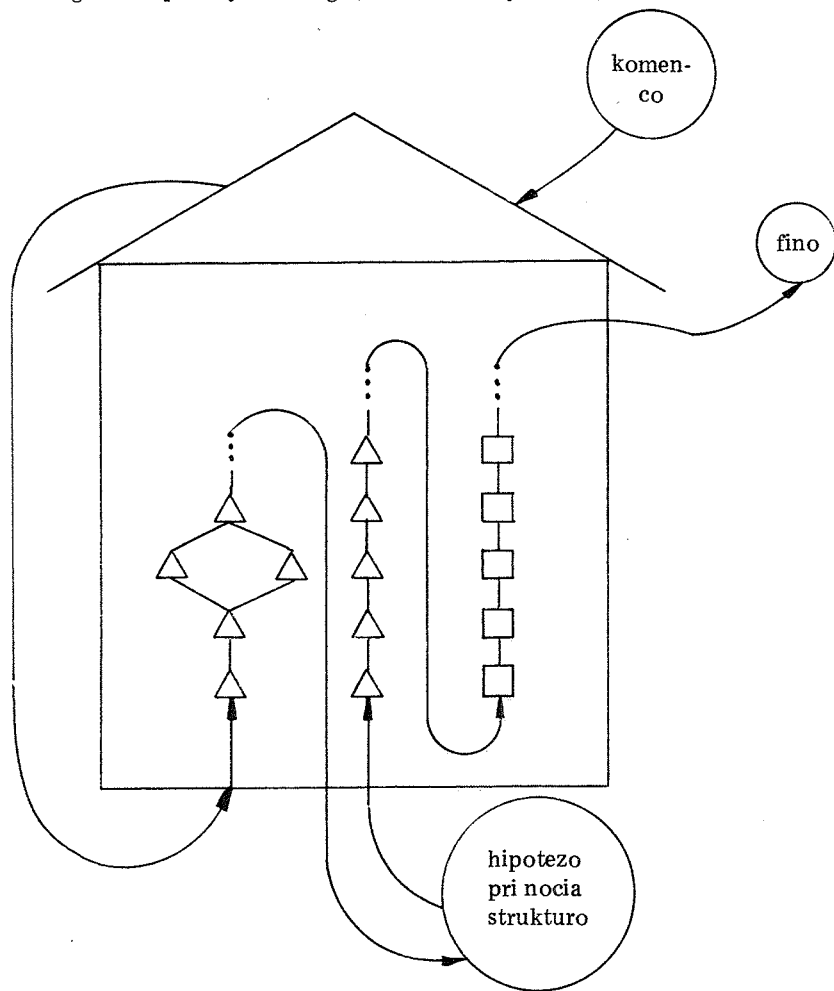 komen-
co
fino
hipotezo
pri nocia
strukturo